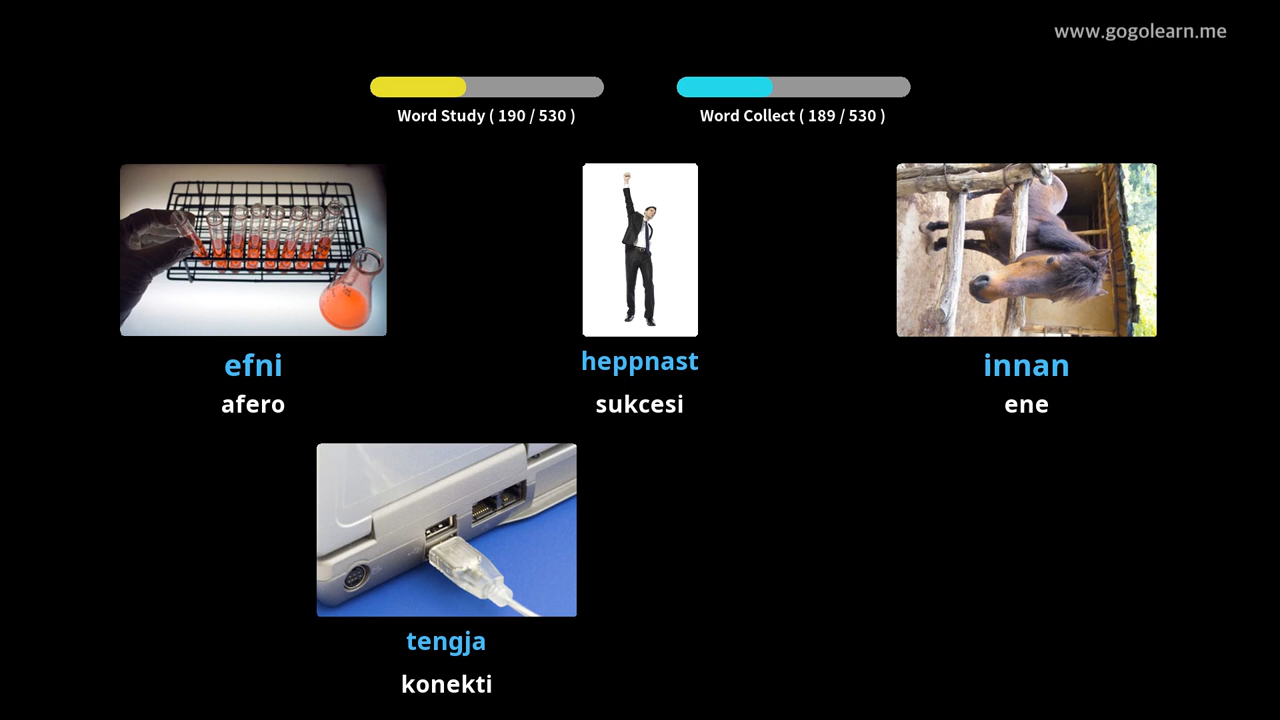 www.gogolearn.me
Word Study ( 190 / 530 )
Word Collect ( 189 / 530 )
efni
afero
heppnast
sukcesi
innan
ene
tengja
konekti